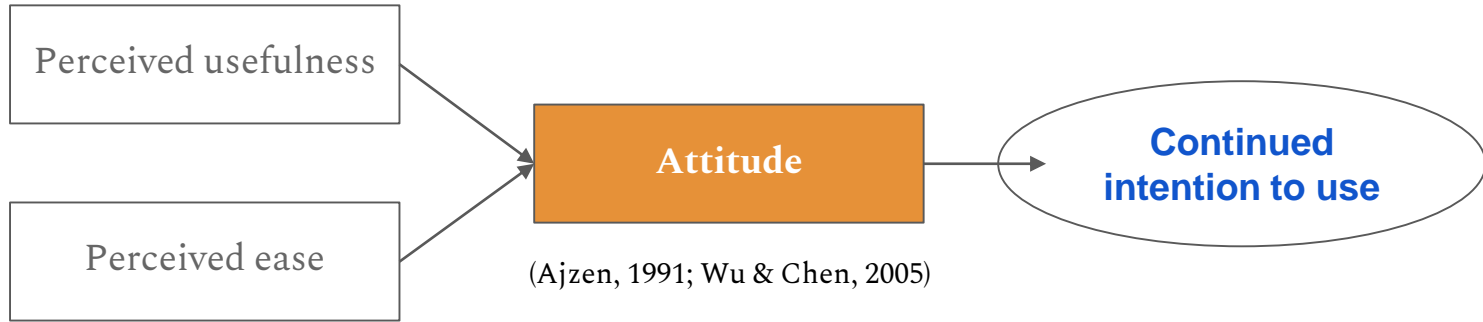 Perceived usefulness
Perceived ease
Attitude
(Ajzen, 1991; Wu & Chen, 2005)
Continued
intention to use